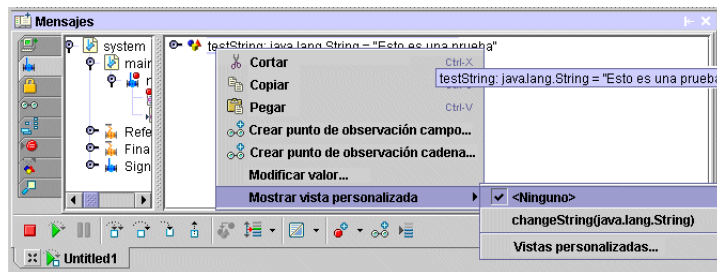 Mensajes
system
main
Refe
Fina
Sign
testString: java.lang.String = "Esto es una prueba"
Cortar Ctrl-X
Copiar
Pegar Ctrl-V
Crear punto de observación campo...
Crear punto de observación cadena...
Modificar valor...
Mostrar vista personalizada
testString: java.lang.String = "Esto es una prueba
<Ninguno>
changeString(java.lang.String)
Vistas personalizadas...
Untitled1